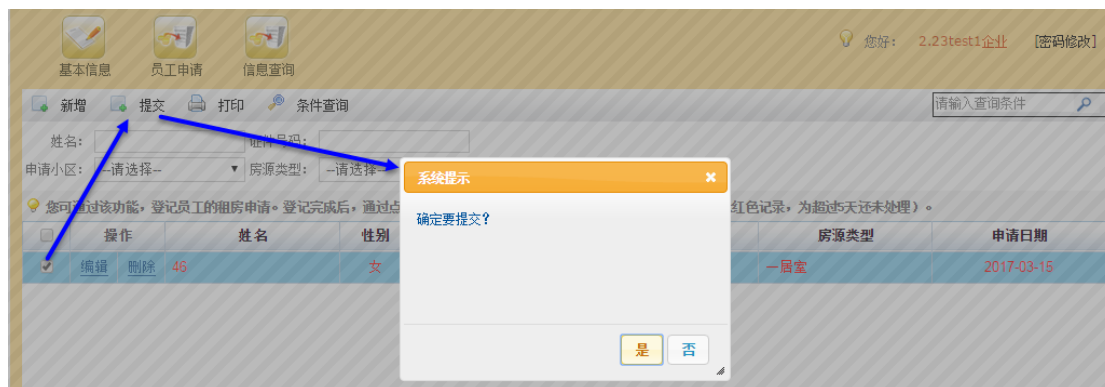 您好： 2.23test1企业 [密码修改]
基本信息 员工申请 信息查询
新增 提交 打印 条件查询 请输入查询条件
姓名： 证件号码：
申请小区： --请选择-- 房源类型： --请选择--
系统提示
确定要提交？
是 否
您可通过该功能，登记员工的租房申请。登记完成后，通过点 红色记录，为超过5天还未处理）。
操作 姓名 性别 房源类型 申请日期
编辑 删除 46 女 一居室 2017-03-15